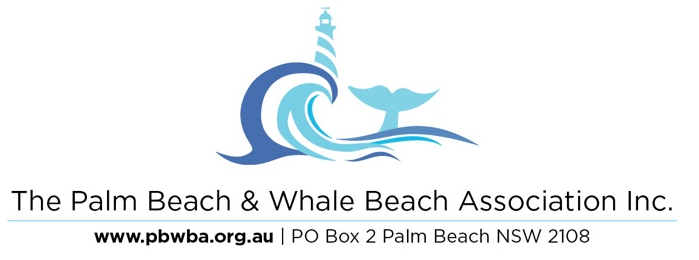 The Palm Beach & Whale Beach Association Inc.
www.pbwba.org.au | PO Box 2 Palm Beach NSW 2108